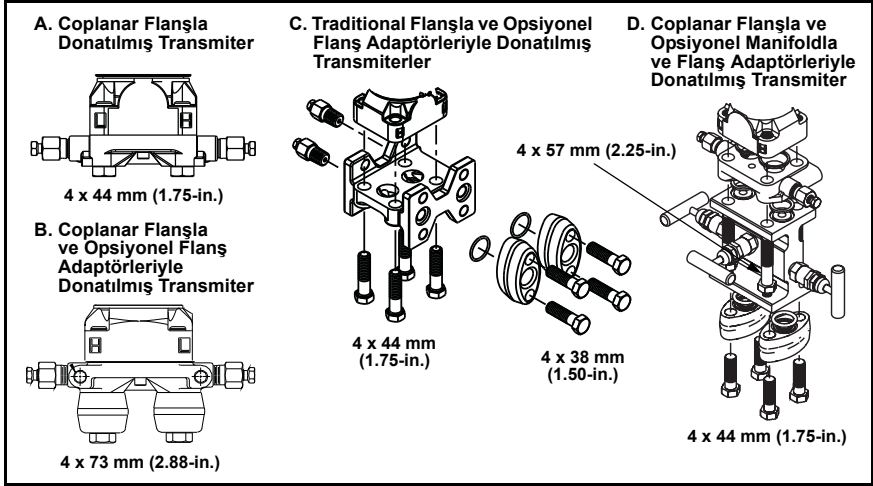 A. Coplanar Flanşla
Donatılmış Transmiter
4 x 44 mm (1.75-in.)
B. Coplanar Flanşla
ve Opsiyonel Flanş
Adaptörleriyle
Donatılmış Transmiter
4 x 73 mm (2.88-in.)
C. Traditional Flanşla ve Opsiyonel
Flanş Adaptörleriyle Donatılmış
Transmiterler
4 x 44 mm
(1.75-in.)
4 x 38 mm
(1.50-in.)
D. Coplanar Flanşla ve
Opsiyonel Manifoldla
ve Flanş Adaptörleriyle
Donatılmış Transmiter
4 x 57 mm (2.25-in.)
4 x 44 mm (1.75-in.)